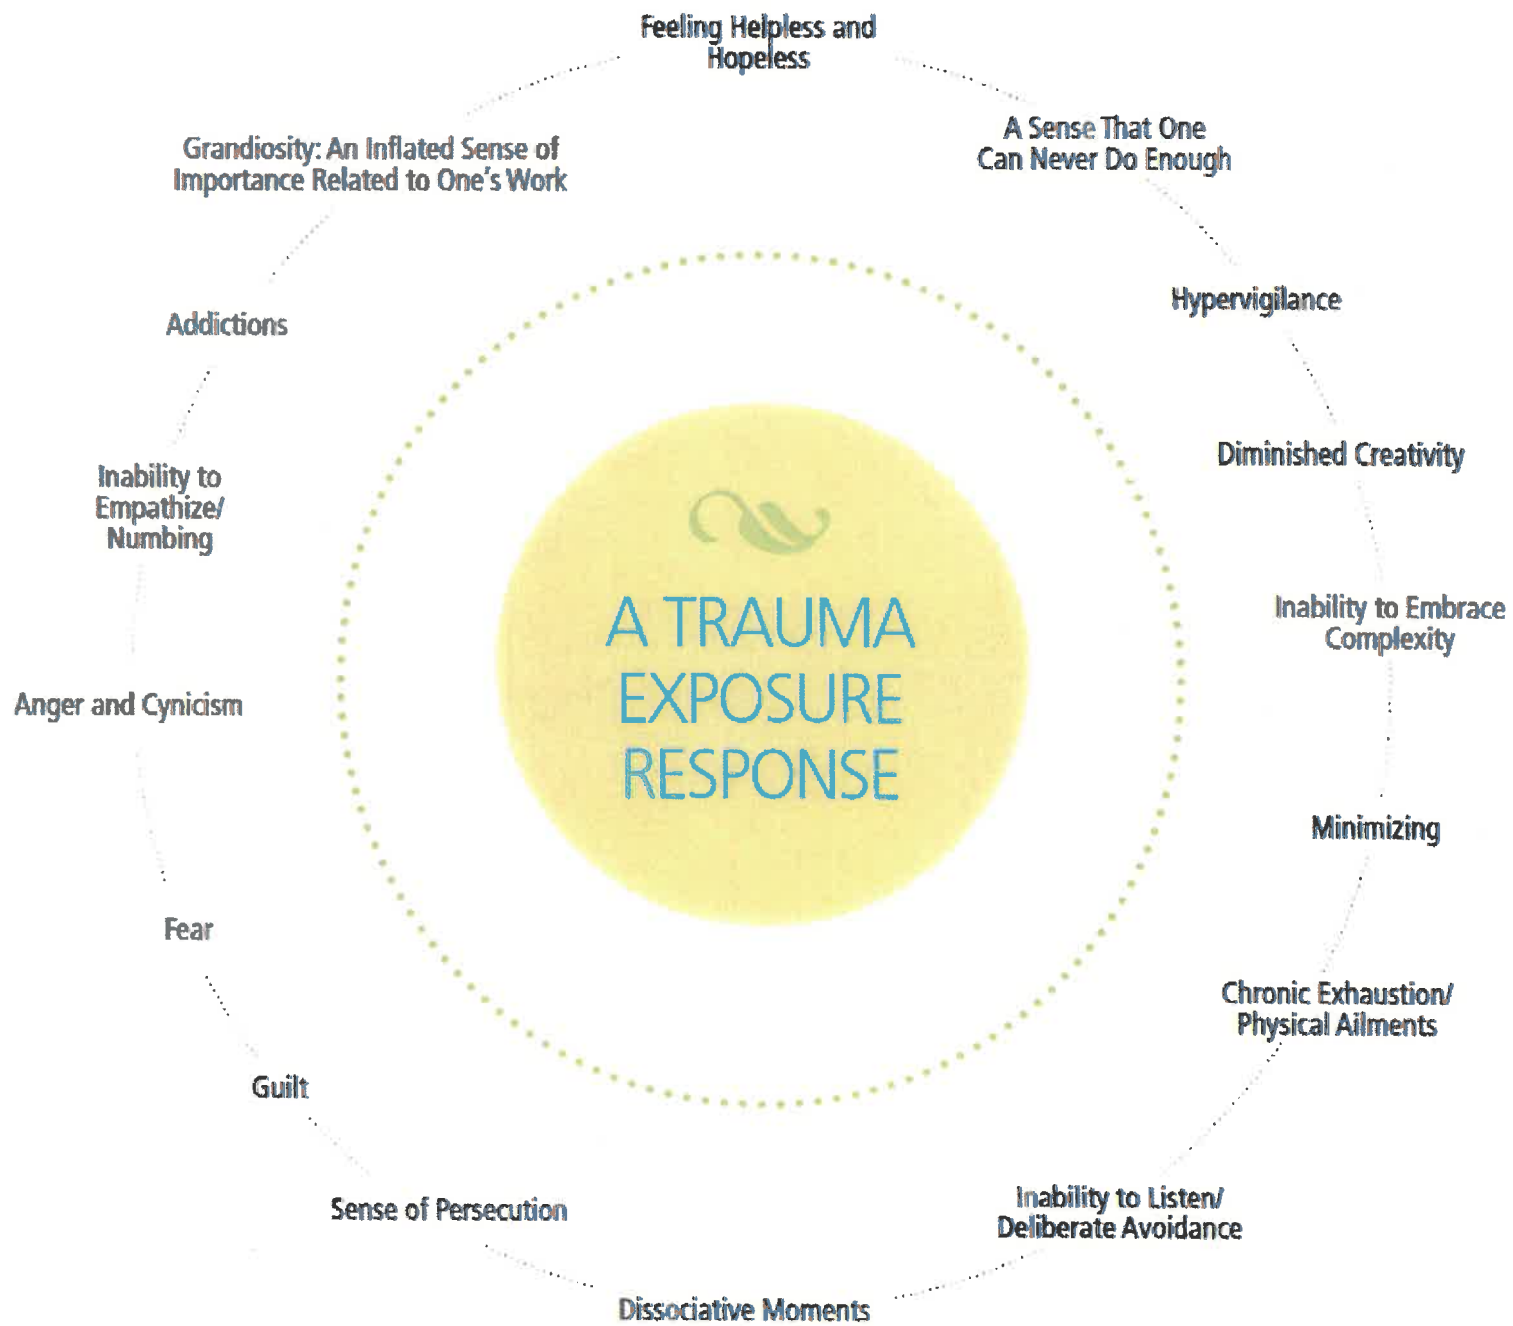 Feeling Helpless and
Hopeless
A Sense That One
Can Never Do Enough
Hypervigilance
Diminished Creativity
Inability to Embrace
Complexity
Minimizing
Chronic Exhaustion/
Physical Ailments
Inability to Listen/
Deliberate Avoidance
Dissociative Moments
Sense of Persecution
Guilt
Fear
Anger and Cynicism
Inability to
Empathize/
Numbing
Addictions
Grandiosity: An Inflated Sense of
Importance Related to One's Work
A TRAUMA
EXPOSURE
RESPONSE